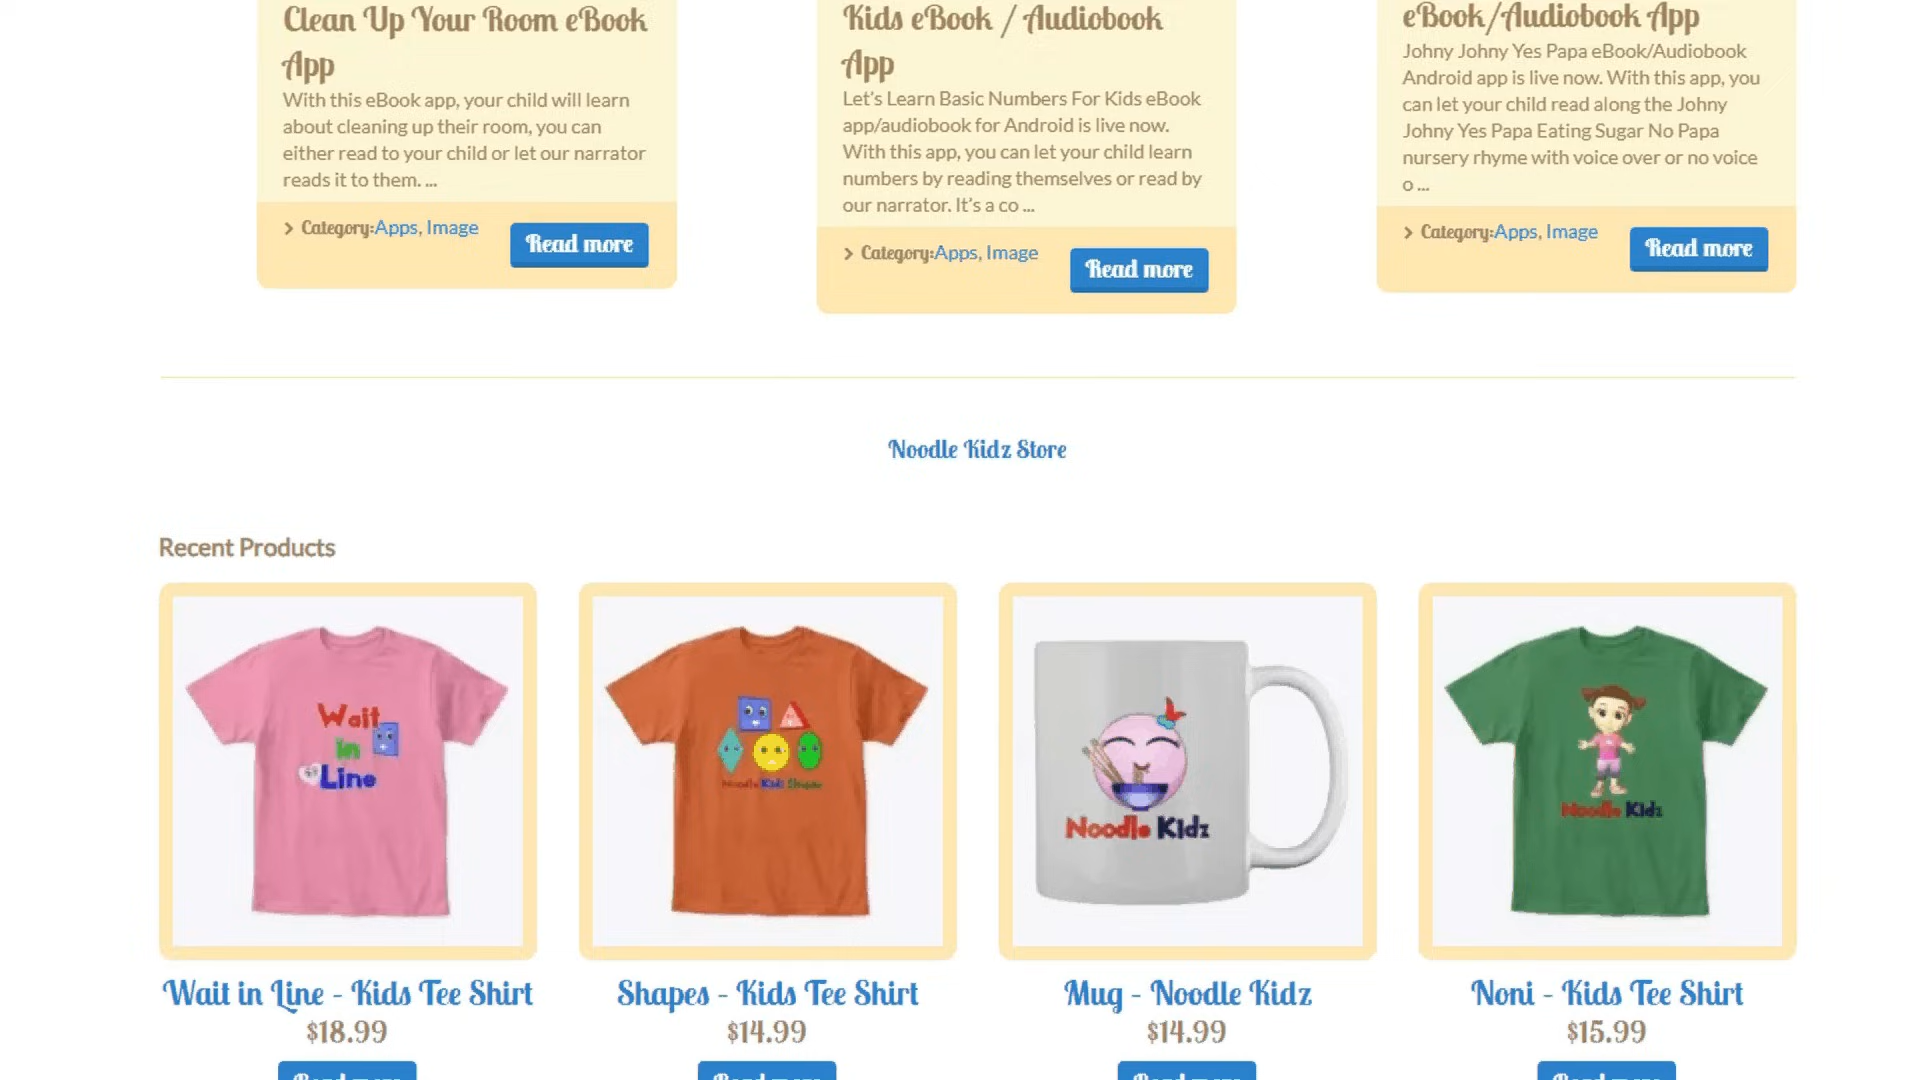 Clean Up Your Room eBook
App
With this eBook app, your child will learn
about cleaning up their room, you can
either read to your child or let our narrator
reads it to them. ...
Category:Apps, Image
Read more
Kids eBook / Audiobook
App
Let's Learn Basic Numbers For Kids eBook
app/audiobook for Android is live now.
With this app, you can let your child learn
numbers by reading themselves or read by
our narrator. It's a co ...
Category:Apps, Image
Read more
eBook/Audiobook App
Johny Johny Yes Papa eBook/Audiobook
Android app is live now. With this app, you
can let your child read along the Johny
Johny Yes Papa Eating Sugar No Papa
nursery rhyme with voice over or no voice
o ...
Category:Apps, Image
Read more
Noodle Kidz Store
Recent Products
Wait
in
Line
Noodle Kidz Shapes
Noodle Kidz
Noodle Kidz
Wait in Line - Kids Tee Shirt
$18.99
Read more
Shapes - Kids Tee Shirt
$14.99
Read more
Mug - Noodle Kidz
$14.99
Read more
Noni - Kids Tee Shirt
$15.99
Read more